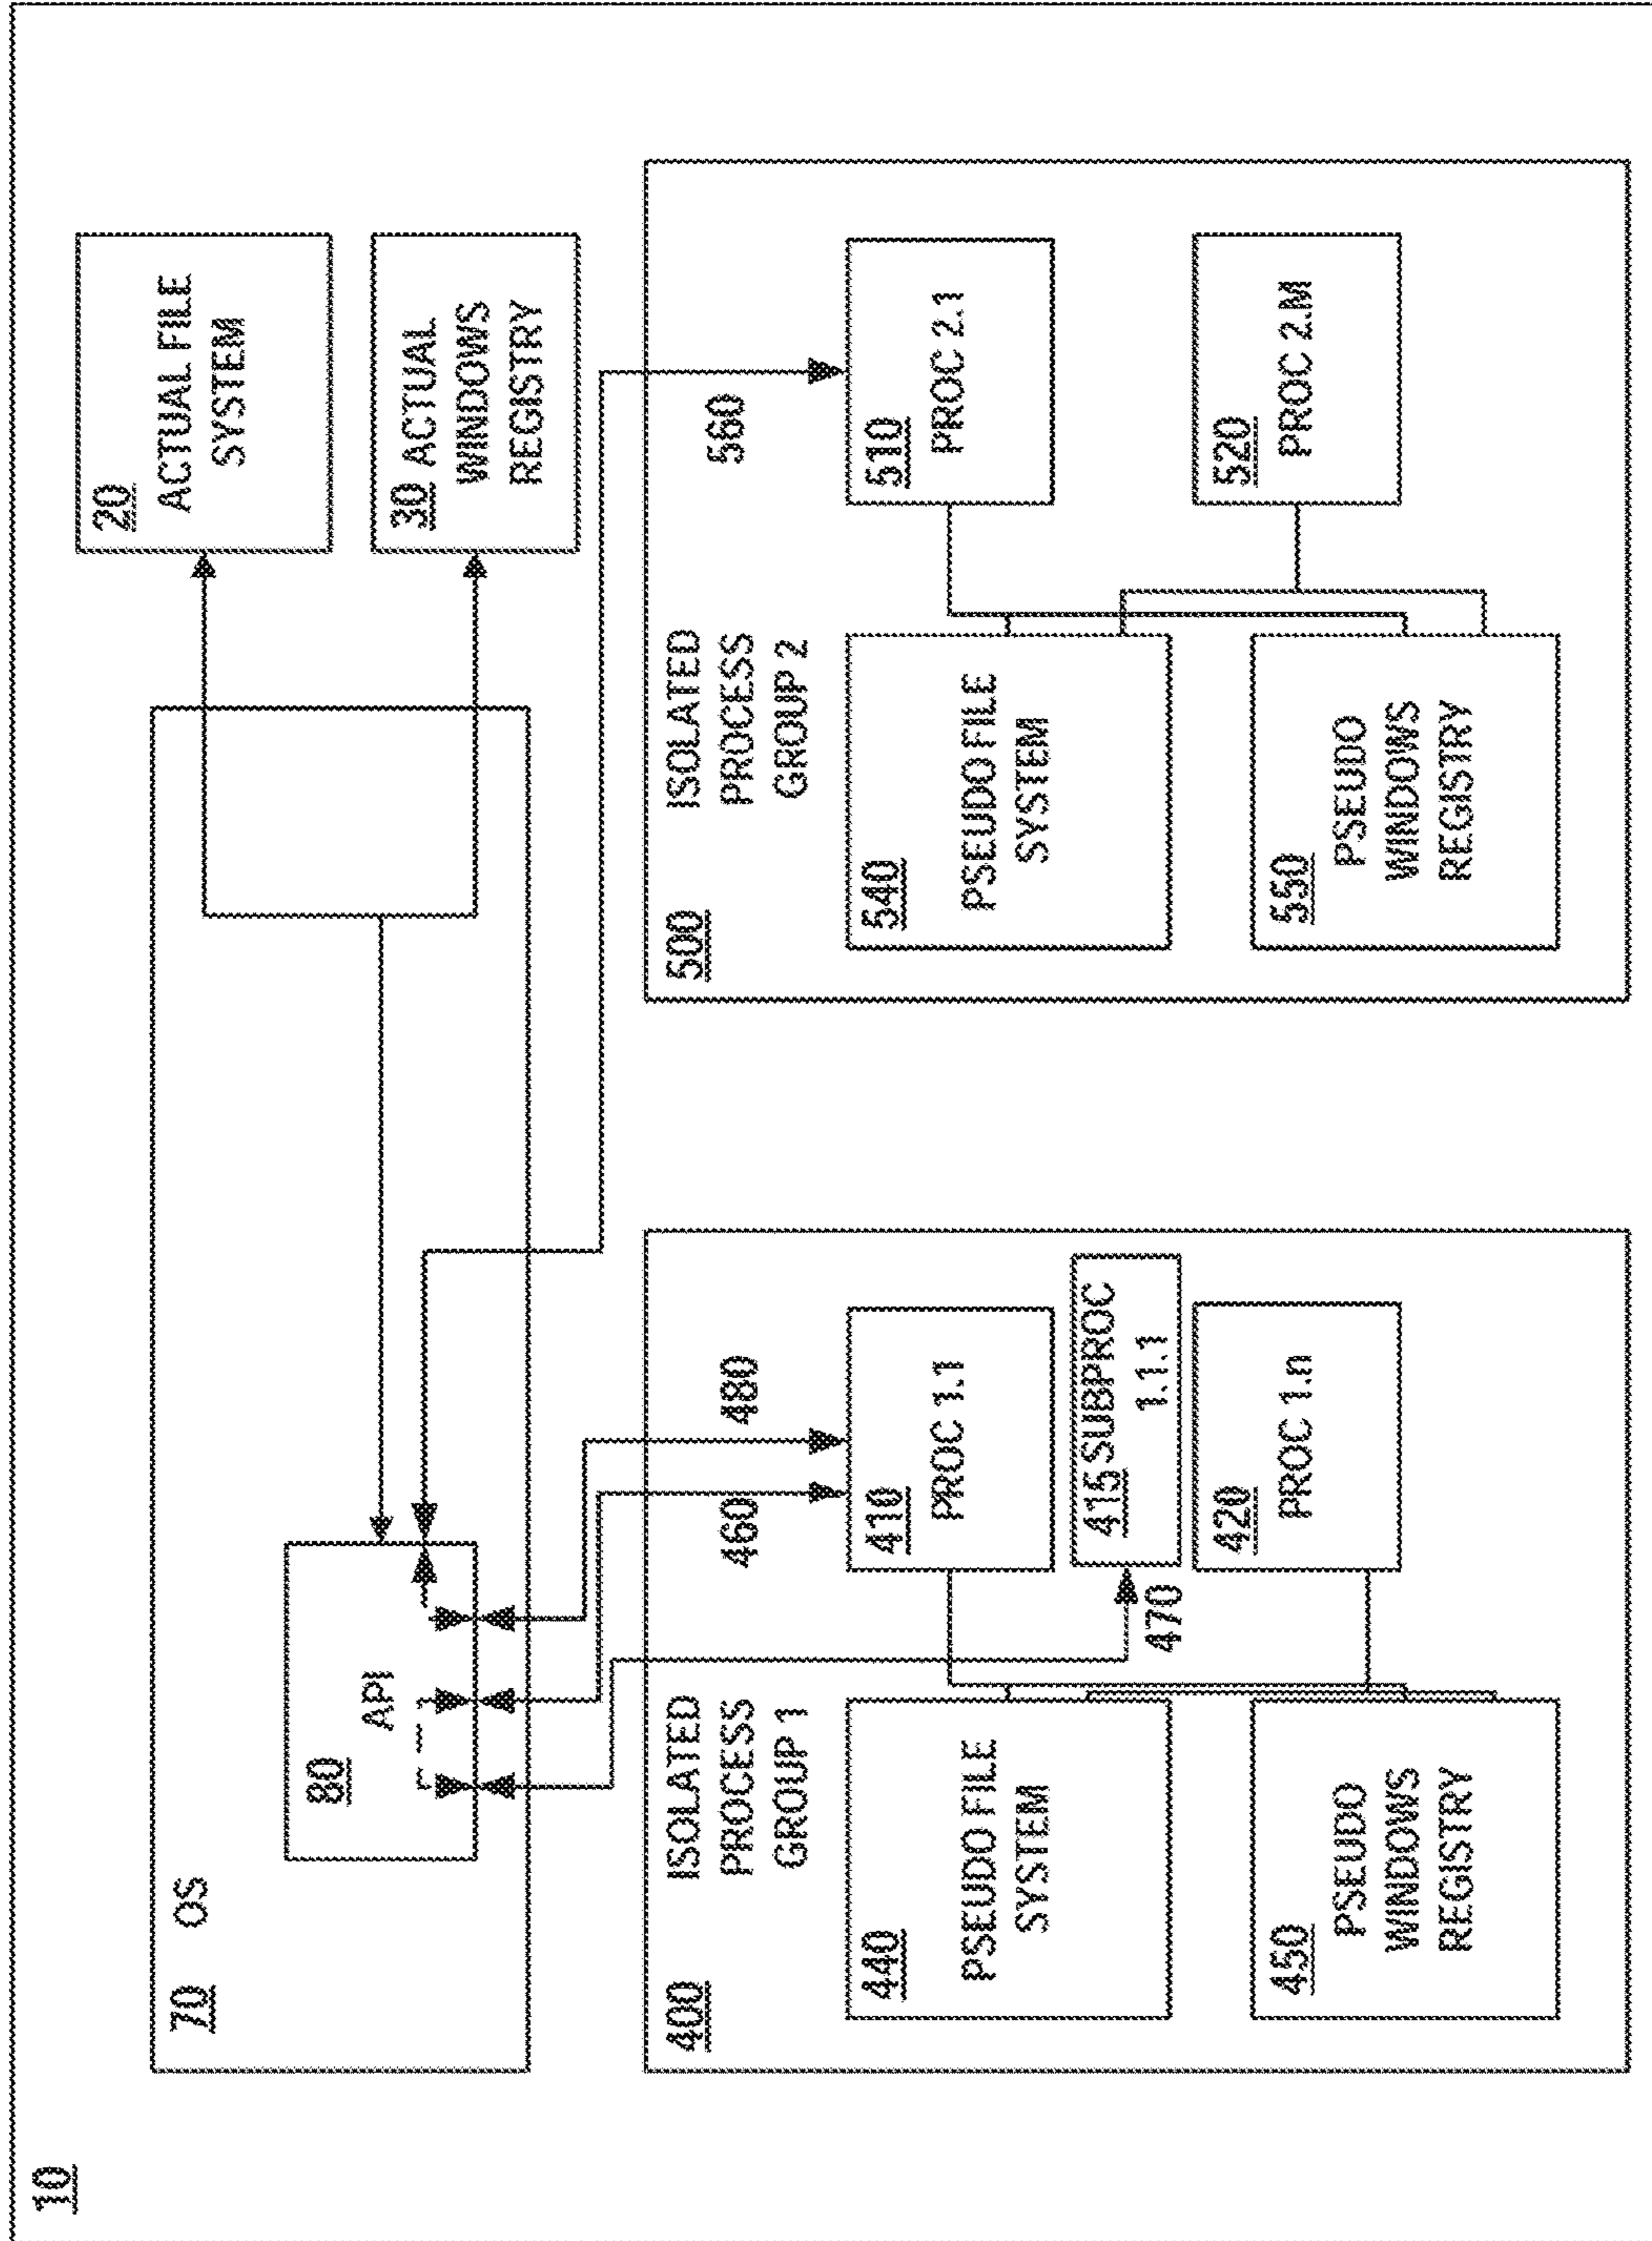 10
70 OS
80
API
20
ACTUAL FILE
SYSTEM
30 ACTUAL
WINDOWS
REGISTRY
400
ISOLATED
PROCESS
GROUP 1
460
480
470
440
PSEUDO FILE
SYSTEM
450
PSEUDO
WINDOWS
REGISTRY
410
PROC 1.1
415 SUBPROC
1.1.1
420
PROC 1.n
500
ISOLATED
PROCESS
GROUP 2
560
540
PSEUDO FILE
SYSTEM
550
PSEUDO
WINDOWS
REGISTRY
510
PROC 2.1
520
PROC 2.M